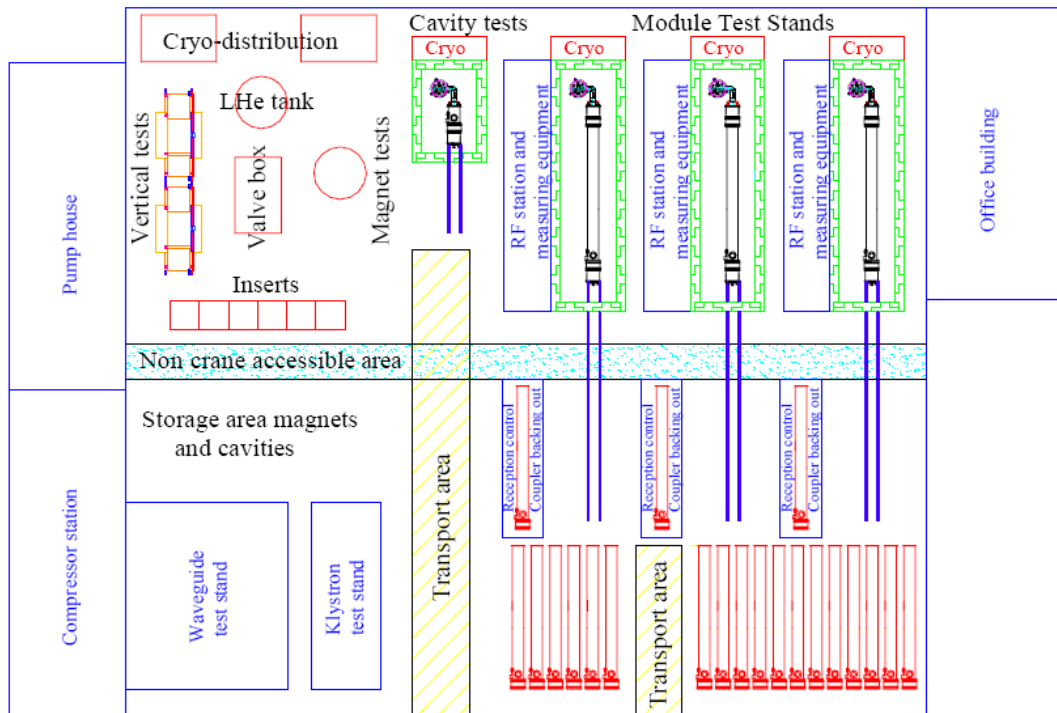 Cryo-distribution
Cavity tests
Module Test Stands
Cryo
Cryo
Cryo
Cryo
LHe tank
Vertical tests
Valve box
Magnet tests
Inserts
Pump house
RF station and
measuring equipment
RF station and
measuring equipment
RF station and
measuring equipment
Office building
Non crane accessible area
Storage area magnets
and cavities
Compressor station
Waveguide
test stand
Klystron
test stand
Transport area
Reception control
Coupler backing out
Reception control
Coupler backing out
Reception control
Coupler backing out
Transport area